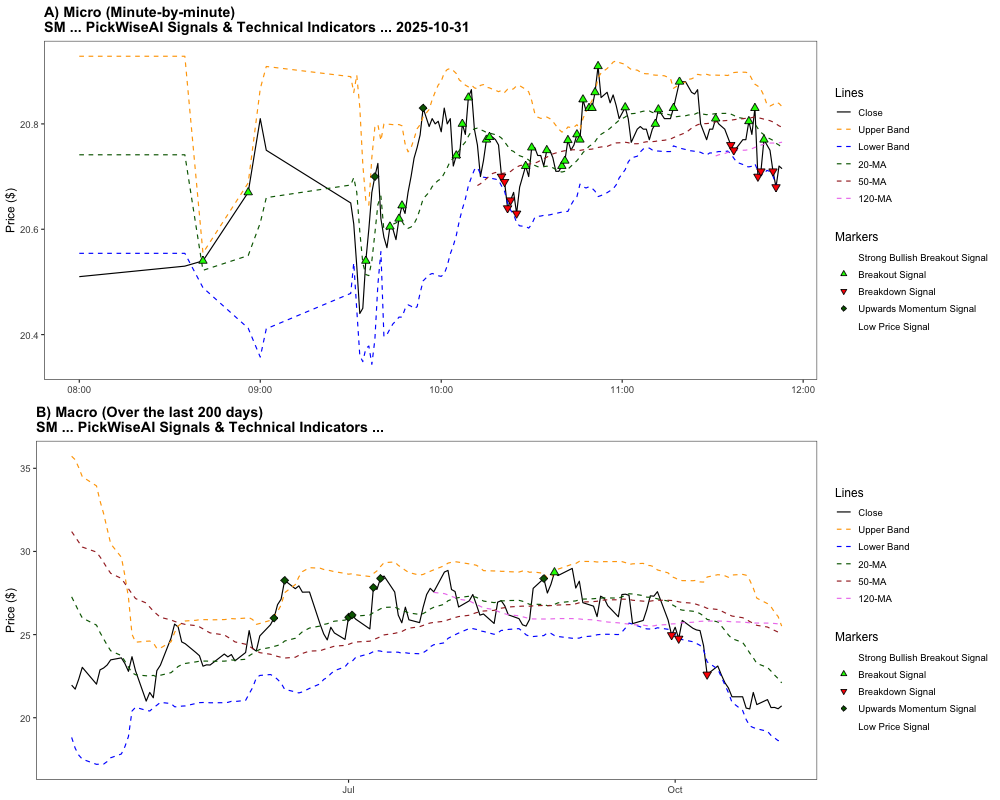 A) Micro (Minute-by-minute)
SM ... PickWiseAI Signals & Technical Indicators ... 2025-10-31
Price ($)
20.8
20.6
20.4
08:00 09:00 10:00 11:00 12:00
Lines
Close
Upper Band
Lower Band
20-MA
50-MA
120-MA
Markers
Strong Bullish Breakout Signal
Breakout Signal
Breakdown Signal
Upwards Momentum Signal
Low Price Signal
B) Macro (Over the last 200 days)
SM ... PickWiseAI Signals & Technical Indicators ...
Price ($)
35
30
25
20
Jul Oct
Lines
Close
Upper Band
Lower Band
20-MA
50-MA
120-MA
Markers
Strong Bullish Breakout Signal
Breakout Signal
Breakdown Signal
Upwards Momentum Signal
Low Price Signal